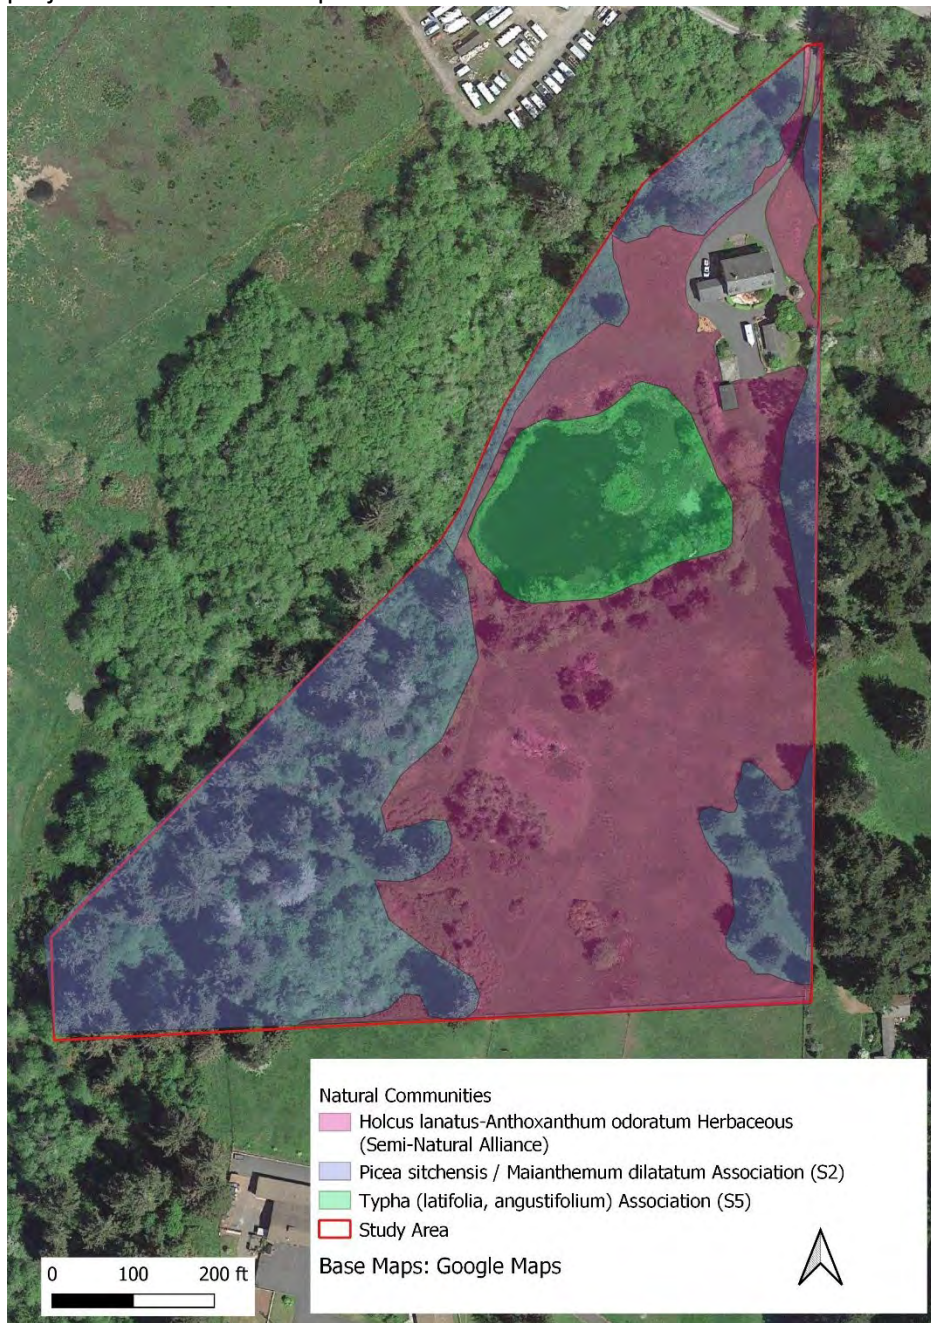 Natural Communities
Holcus lanatus-Anthoxanthum odoratum Herbaceous
(Semi-Natural Alliance)
Picea sitchensis / Maianthemum dilatatum Association (S2)
Typha (latifolia, angustifolium) Association (S5)
Study Area
Base Maps: Google Maps
0 100 200 ft